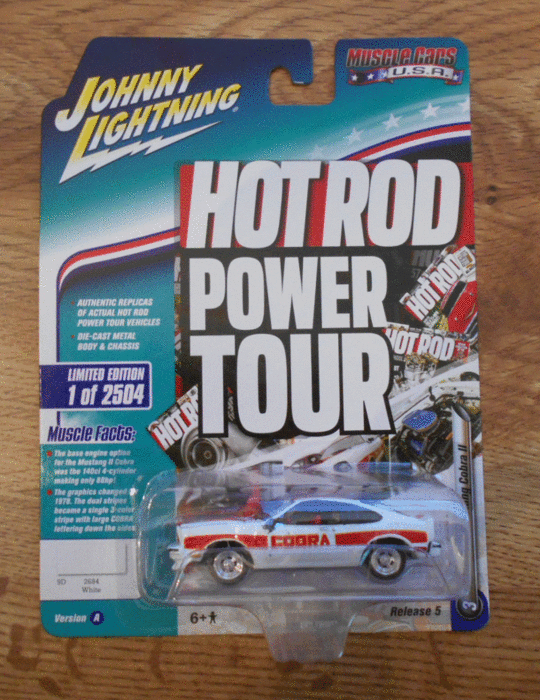 JOHNNY
LIGHTNING
Muscle Cars
U.S.A.
HOT ROD
POWER
TOUR
HOT ROD
HOT ROD
AUTHENTIC REPLICAS
OF ACTUAL HOT ROD
POWER TOUR VEHICLES
DIE-CAST METAL
BODY & CHASSIS
LIMITED EDITION
1 of 2504
Muscle Facts:
The base engine option
for the Mustang II Cobra
was the 140ci 4-cylinder
making only 88hp!
The graphics changed
1978. The dual stripes
became a single 3-color
stripe with large COBRA
lettering down the sides
Cobra II
COBRA
SO 2684
White
Version A
6+
Release 5
3